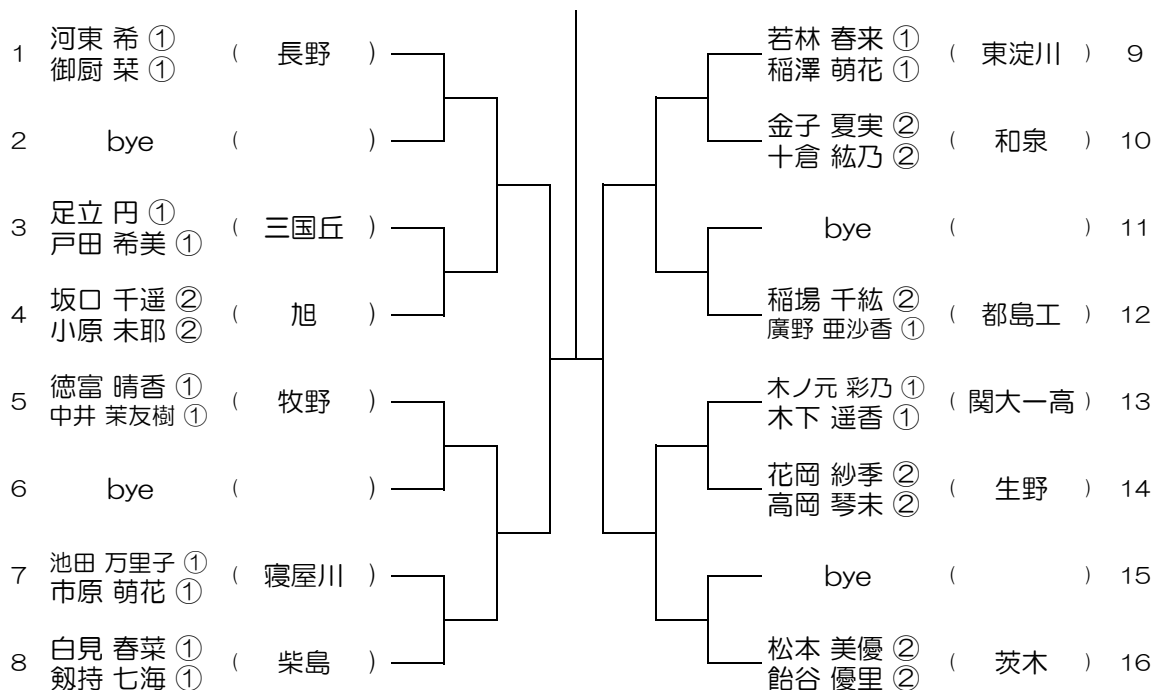 1 河東 希 ① ( 長野 )
御厨 栞 ①
2 bye ( )
3 足立 円 ① ( 三国丘 )
戸田 希美 ①
4 坂口 千遥 ② ( 旭 )
小原 未耶 ②
5 徳富 晴香 ① ( 牧野 )
中井 茉友樹 ①
6 bye ( )
7 池田 万里子 ① ( 寝屋川 )
市原 萌花 ①
8 白見 春菜 ① ( 柴島 )
剱持 七海 ①
若林 春来 ① ( 東淀川 ) 9
稲澤 萌花 ①
金子 夏実 ② ( 和泉 ) 10
十倉 紘乃 ②
bye ( ) 11
稲場 千紘 ② ( 都島工 ) 12
廣野 亜沙香 ①
木ノ元 彩乃 ① ( 関大一高 ) 13
木下 遥香 ①
花岡 紗季 ② ( 生野 ) 14
高岡 琴未 ②
bye ( ) 15
松本 美優 ② ( 茨木 ) 16
飴谷 優里 ②